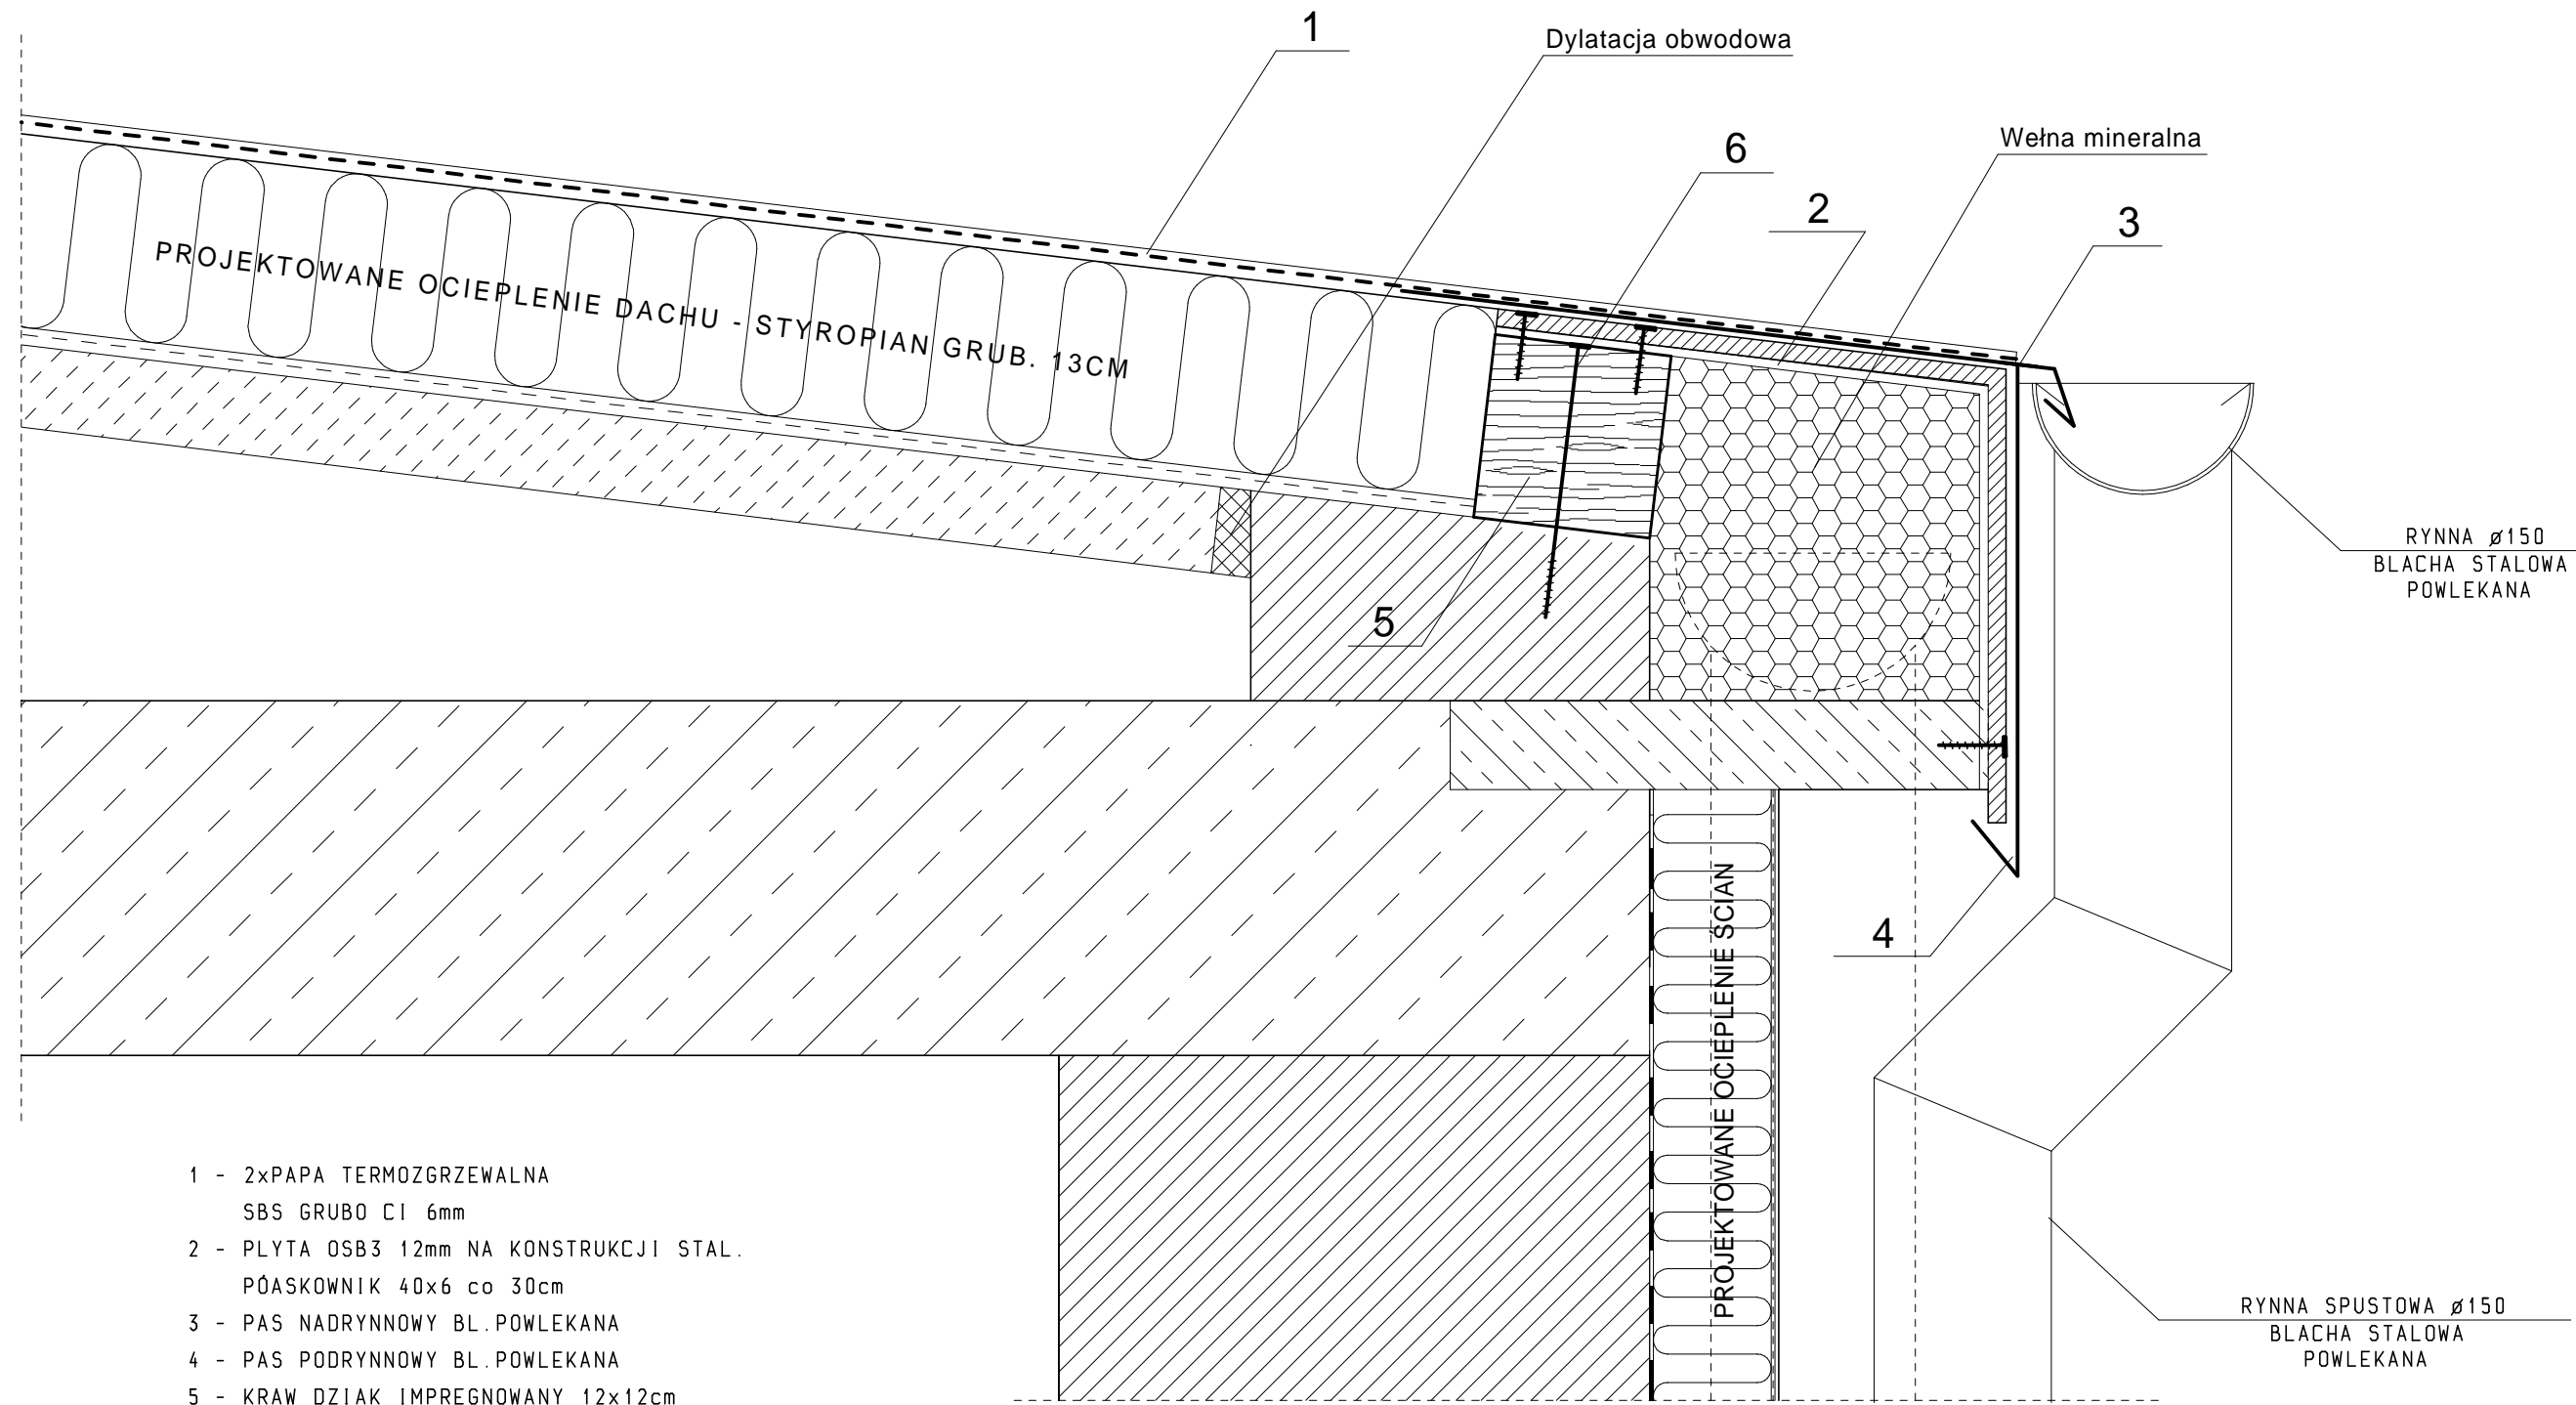 1
Dylatacja obwodowa
Wełna mineralna
6
2
3
PROJEKTOWANE OCIEPLENIE DACHU - STYROPIAN GRUB. 13CM
RYNNA ø150
BLACHA STALOWA
POWLEKANA
5
4
PROJEKTOWANE OCIEPLENIE ŚCIAN
1 - 2xPAPA TERMOZGRZEWALNA
SBS GRUBO CI 6mm
2 - PLYTA OSB3 12mm NA KONSTRUKCJI STAL.
PÓASKOWNIK 40x6 co 30cm
3 - PAS NADRYNNOWY BL.POWLEKANA
4 - PAS PODRYNNOWY BL.POWLEKANA
5 - KRAW DZIAK IMPREGNOWANY 12x12cm
RYNNA SPUSTOWA ø150
BLACHA STALOWA
POWLEKANA